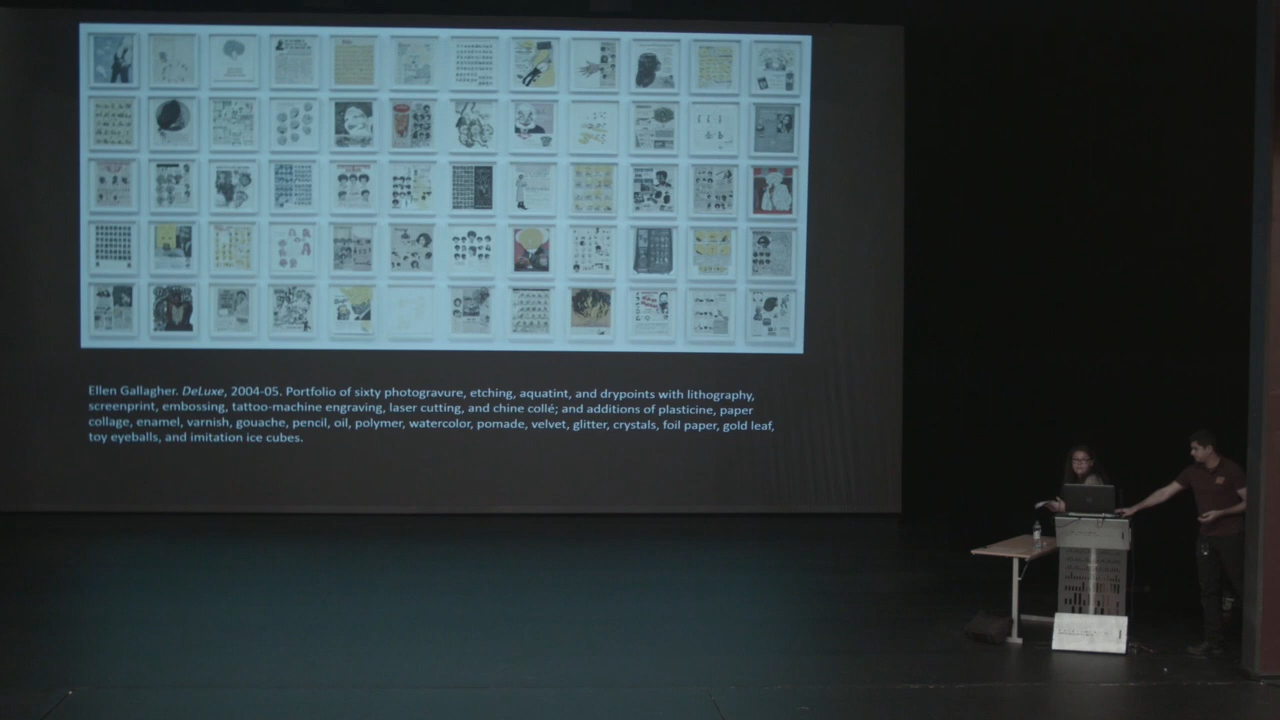 Ellen Gallagher. DeLuxe, 2004-05. Portfolio of sixty photogravure, etching, aquatint, and drypoints with lithography,
screenprint, embossing, tattoo-machine engraving, laser cutting, and chine collé; and additions of plasticine, paper
collage, enamel, varnish, gouache, pencil, oil, polymer, watercolor, pomade, velvet, glitter, crystals, foil paper, gold leaf,
toy eyeballs, and imitation ice cubes.